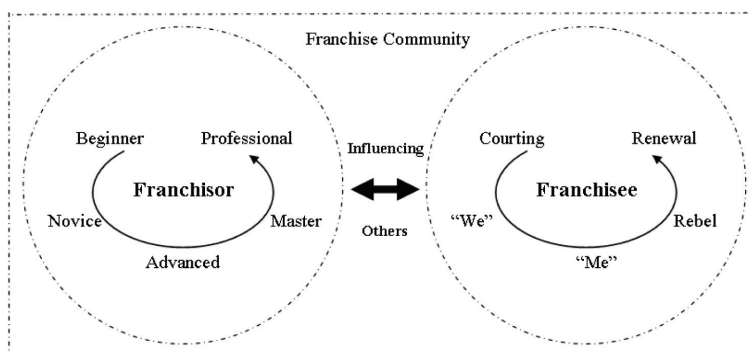 Franchise Community
Beginner
Professional
Franchisor
Novice
Master
Advanced
Influencing
Others
Courting
Renewal
Franchisee
“We”
Rebel
“Me”